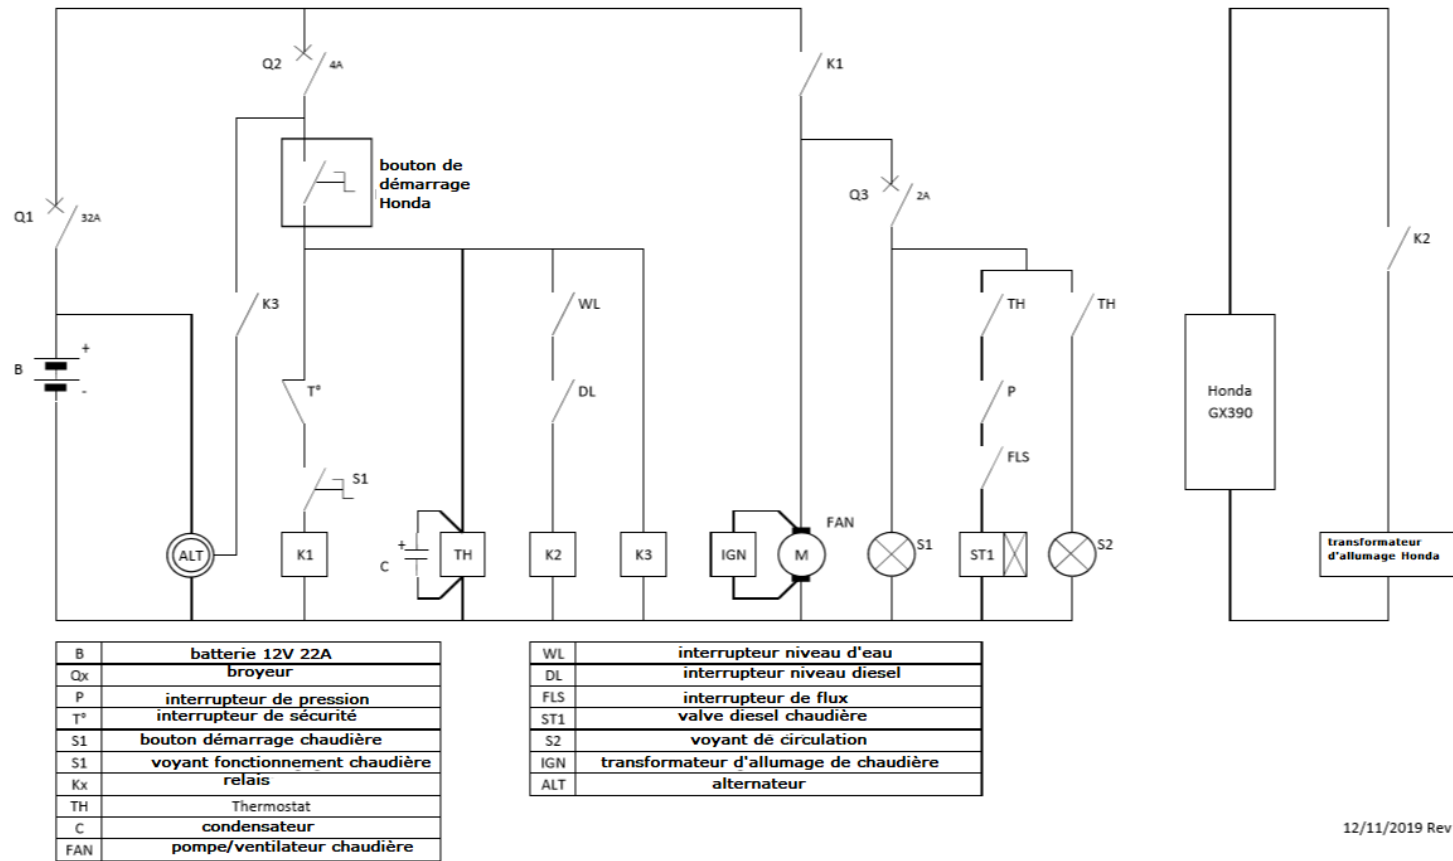 Q2
4A
K1
bouton de
démarrage
Honda
Q3
2A
Q1
32A
K2
K3
WL
TH
TH
+
B
-
T°
DL
P
Honda
GX390
FLS
S1
FAN
ALT
K1
+
C
TH
K2
K3
IGN
M
S1
ST1
S2
transformateur
d'allumage Honda
B batterie 12V 22A
Qx broyeur
P interrupteur de pression
T° interrupteur de sécurité
S1 bouton démarrage chaudière
S1 voyant fonctionnement chaudière
Kx relais
TH Thermostat
C condensateur
FAN pompe/ventilateur chaudière
WL interrupteur niveau d'eau
DL interrupteur niveau diesel
FLS interrupteur de flux
ST1 valve diesel chaudière
S2 voyant de circulation
IGN transformateur d'allumage de chaudière
ALT alternateur
12/11/2019 Rev